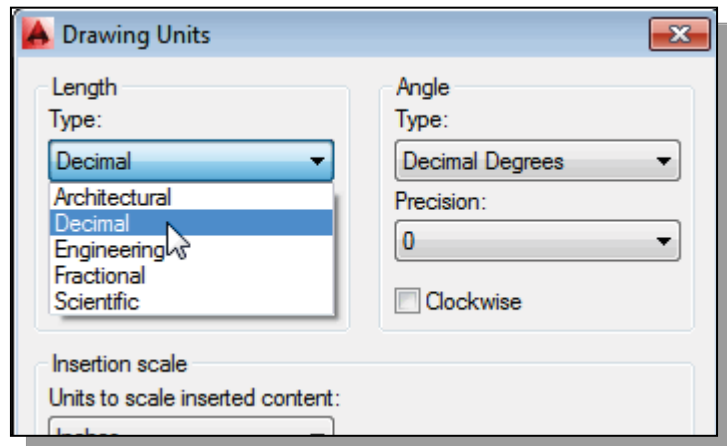 Drawing Units
Length
Type:
Decimal
Architectural
Decimal
Engineering
Fractional
Scientific
Angle
Type:
Decimal Degrees
Precision:
0
Clockwise
Insertion scale
Units to scale inserted content: